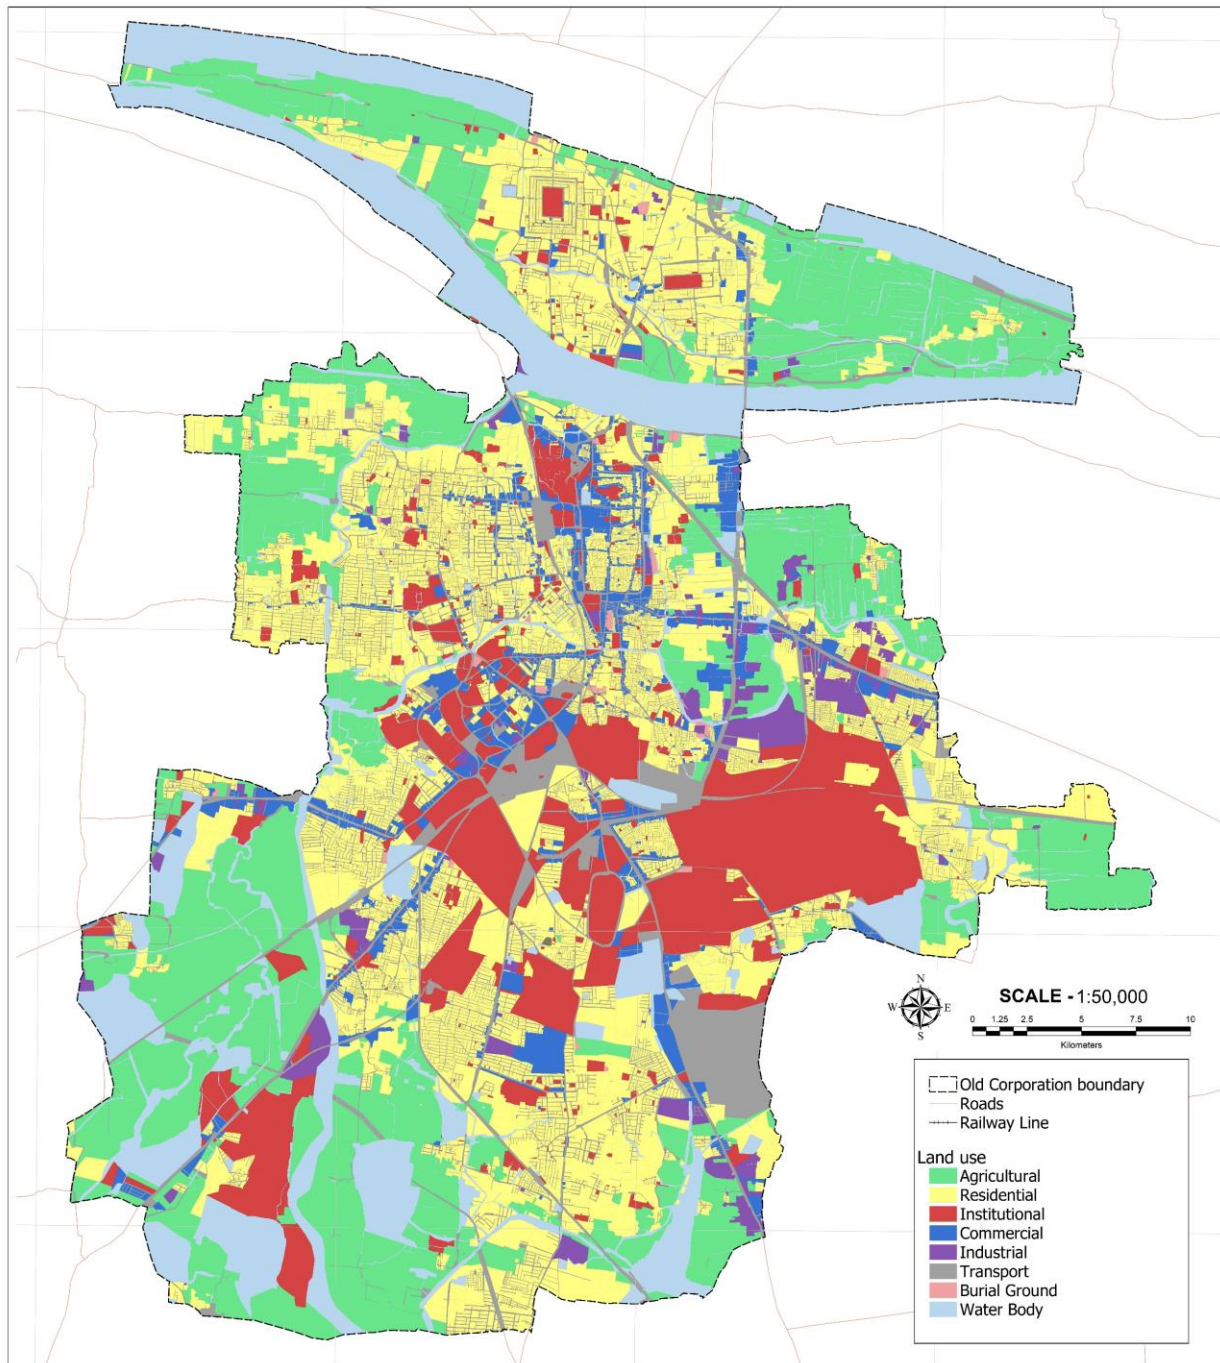 N
W E
S
SCALE - 1:50,000
0 1.25 2.5 5 7.5 10
Kilometers
Old Corporation boundary
Roads
Railway Line
Land use
Agricultural
Residential
Institutional
Commercial
Industrial
Transport
Burial Ground
Water Body